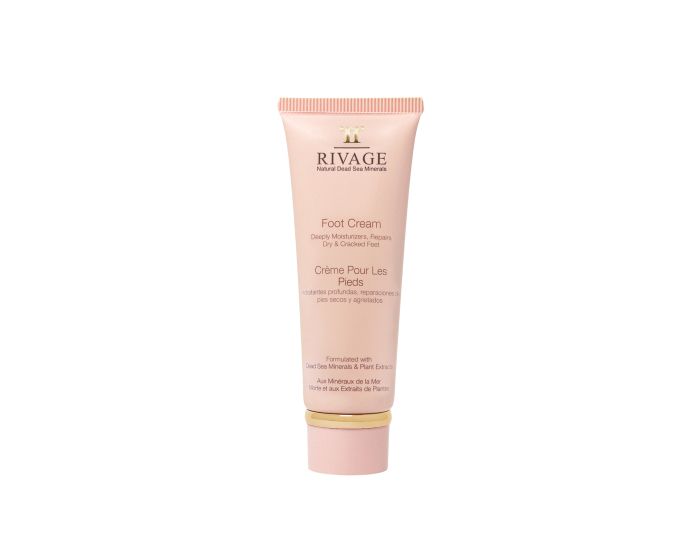 RIVAGE
Natural Dead Sea Minerals
Foot Cream
Deeply Moisturizers, Repairs
Dry & Cracked Feet
Crème Pour Les
Pieds
profundas, reparaciones
pies secos y agrietados
Formulated with
Dead Sea Minerals & Plant Extracts
Aux Minéraux de la Mer
Morte et aux Extraits de Plantes